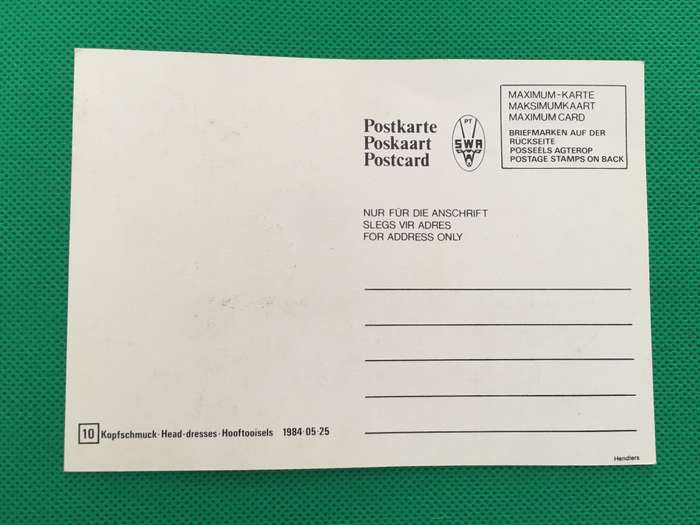 MAXIMUM-KARTE
MAKSIMUMKAART
MAXIMUM CARD
BRIEFMARKEN AUF DER
RUCKSEITE
POSSEËLS AGTEROP
POSTAGE STAMPS ON BACK
Postkarte
Poskaart
Postcard
PT
SWA
NUR FÜR DIE ANSCHRIFT
SLEGS VIR ADRES
FOR ADDRESS ONLY
10 Kopfschmuck·Head-dresses·Hooftooisels 1984·05·25
Hendlers